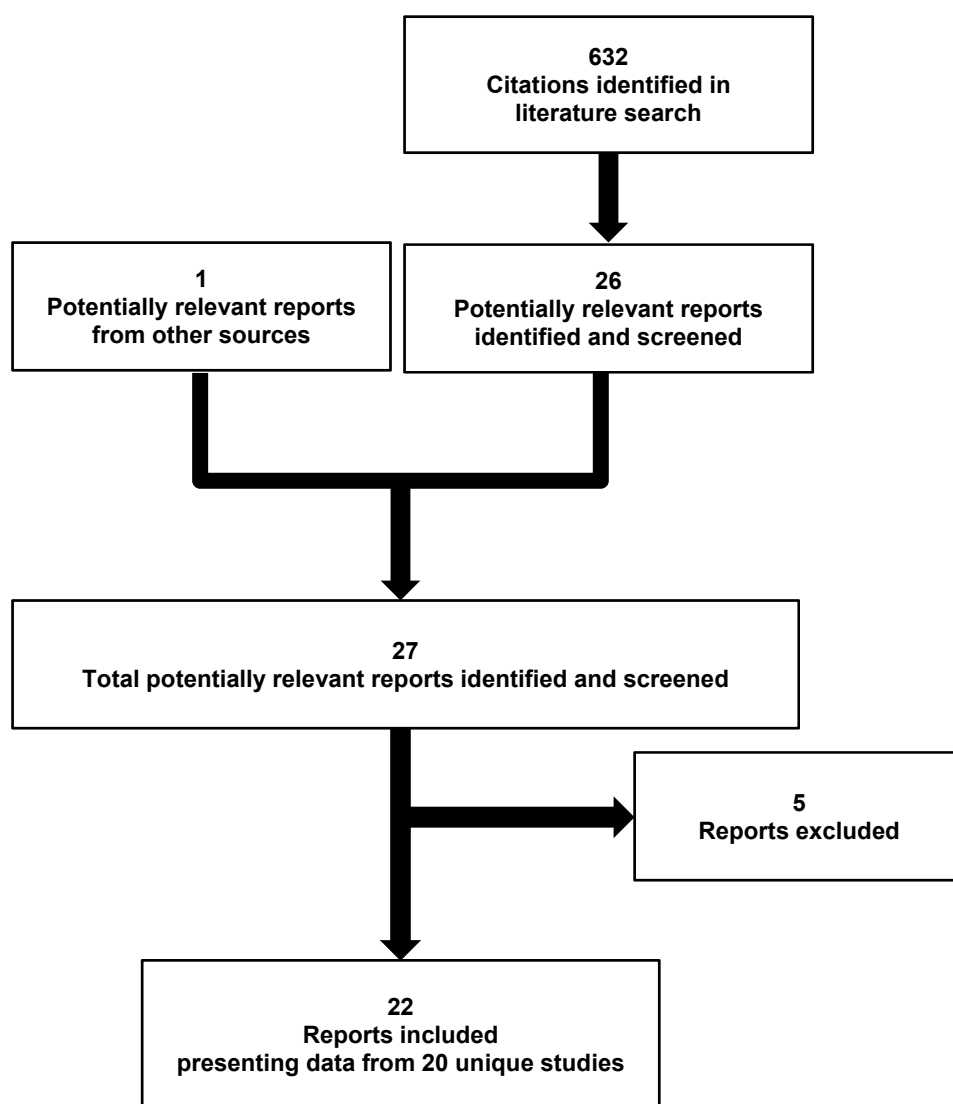 632
Citations identified in
literature search
1
Potentially relevant reports
from other sources
26
Potentially relevant reports
identified and screened
27
Total potentially relevant reports identified and screened
5
Reports excluded
22
Reports included
presenting data from 20 unique studies